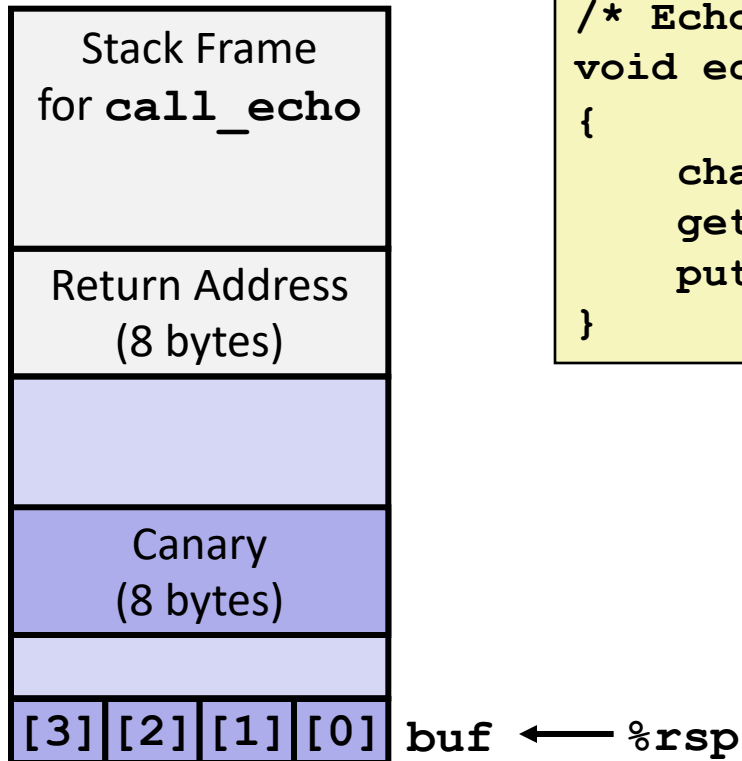 Stack Frame
for call_echo
Return Address
(8 bytes)
Canary
(8 bytes)
[3] [2] [1] [0] buf ← %rsp
/* Echo
void ec
{
cha
get
put
}